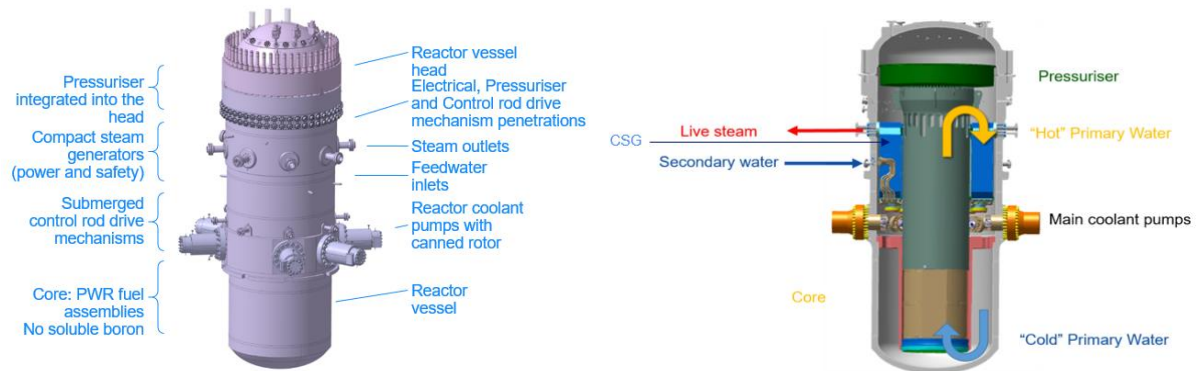 Pressuriser
integrated into the
head
Compact steam
generators
(power and safety)
Submerged
control rod drive
mechanisms
Core: PWR fuel
assemblies
No soluble boron
Reactor vessel
head
Electrical, Pressuriser
and Control rod drive
mechanism penetrations
Steam outlets
Feedwater
inlets
Reactor coolant
pumps with
canned rotor
Reactor
vessel
Pressuriser
Live steam
"Hot" Primary Water
CSG
Secondary water
Main coolant pumps
Core
"Cold" Primary Water